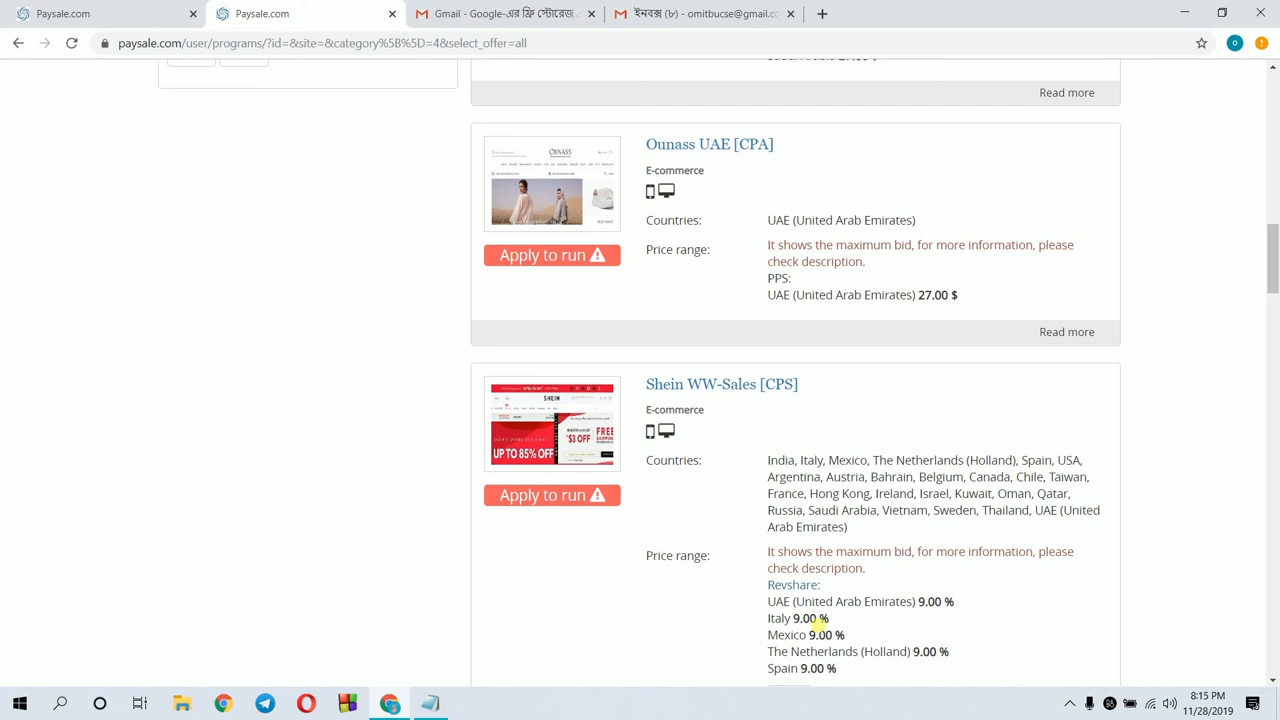 Paysale.com
Paysale.com
Gmail - Google-এর ফ্রি স্টোরেজ
ইনবক্স (৮) - omitbucse@gmail.co
paysale.com/user/programs/?id=&site=&category%5B%5D=4&select_offer=all
Read more
OUNASS
Apply to run
Ounass UAE [CPA]
E-commerce
Countries: UAE (United Arab Emirates)
Price range: It shows the maximum bid, for more information, please
check description.
PPS:
UAE (United Arab Emirates) 27.00 $
Read more
SHEIN
$3 OFF
FREE
UP TO 85% OFF
Apply to run
Shein WW-Sales [CPS]
E-commerce
Countries: India, Italy, Mexico, The Netherlands (Holland), Spain, USA,
Argentina, Austria, Bahrain, Belgium, Canada, Chile, Taiwan,
France, Hong Kong, Ireland, Israel, Kuwait, Oman, Qatar,
Russia, Saudi Arabia, Vietnam, Sweden, Thailand, UAE (United
Arab Emirates)
Price range: It shows the maximum bid, for more information, please
check description.
Revshare:
UAE (United Arab Emirates) 9.00 %
Italy 9.00 %
Mexico 9.00 %
The Netherlands (Holland) 9.00 %
Spain 9.00 %
8:15 PM
11/28/2019